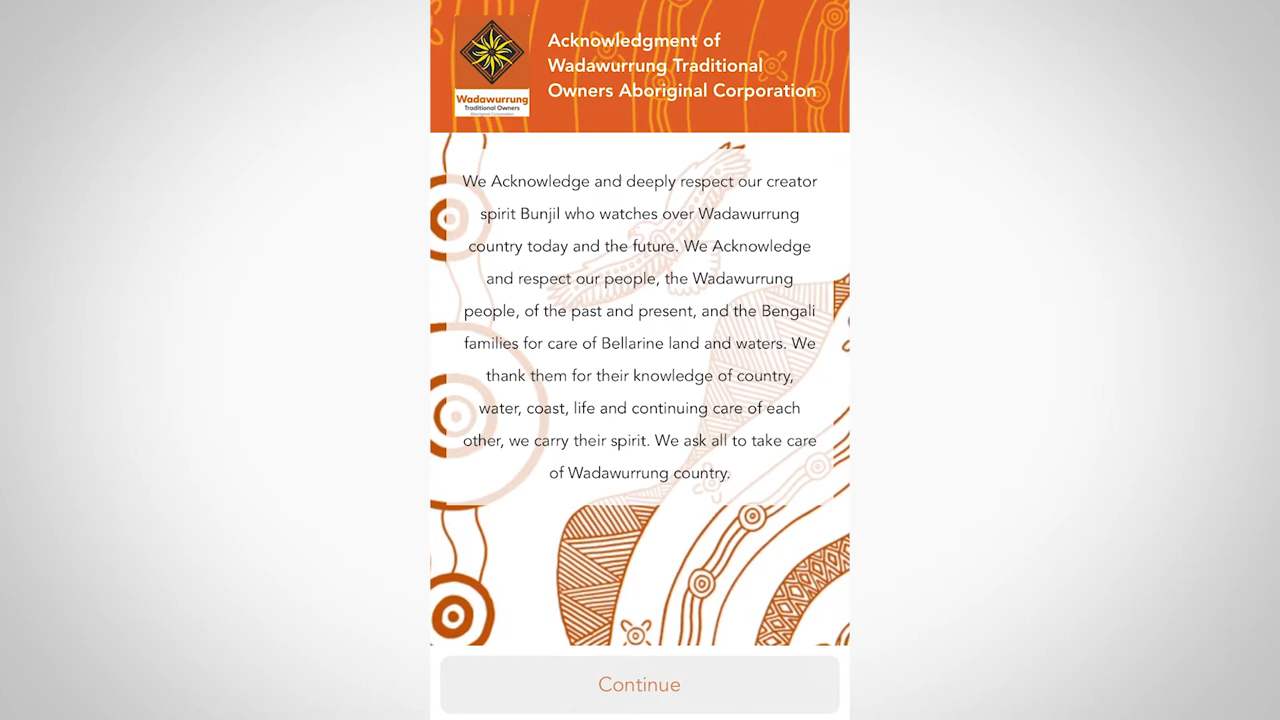 Acknowledgment of
Wadawurrung Traditional
Owners Aboriginal Corporation
Wadawurrung
Traditional Owners
Aboriginal Corporation
We Acknowledge and deeply respect our creator
spirit Bunjil who watches over Wadawurrung
country today and the future. We Acknowledge
and respect our people, the Wadawurrung
people, of the past and present, and the Bengali
families for care of Bellarine land and waters. We
thank them for their knowledge of country,
water, coast, life and continuing care of each
other, we carry their spirit. We ask all to take care
of Wadawurrung country.
Continue